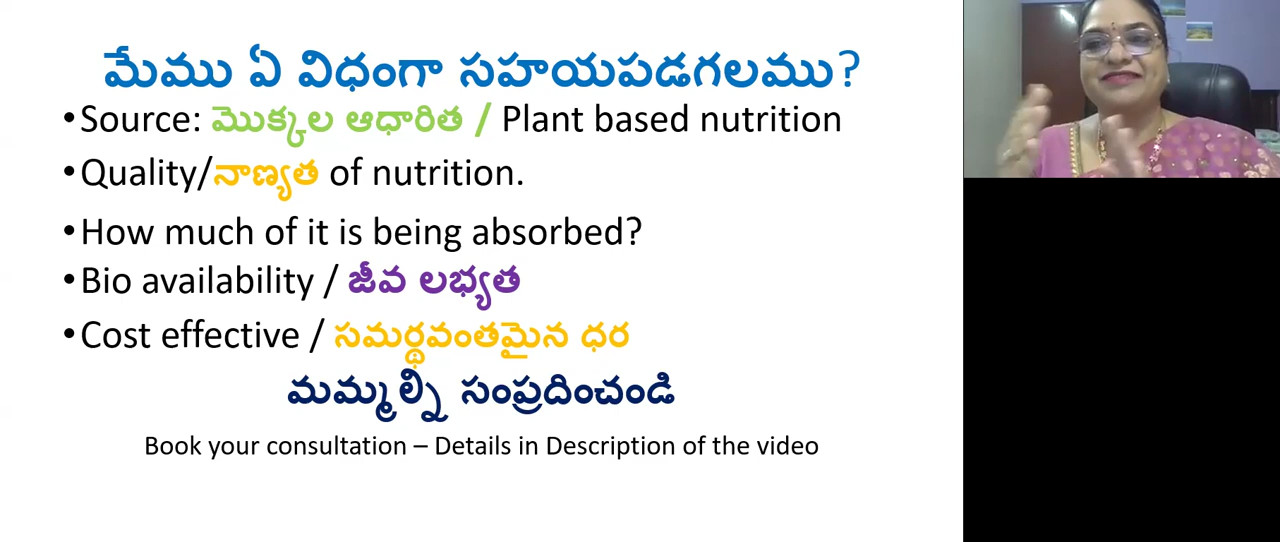 మేము ఏ విధంగా సహయపడగలము?
•Source: మొక్కల ఆధారిత / Plant based nutrition
•Quality/నాణ్యత of nutrition.
•How much of it is being absorbed?
•Bio availability / జీవ లభ్యత
•Cost effective / సమర్థవంతమైన ధర
మమ్మల్ని సంప్రదించండి
Book your consultation – Details in Description of the video